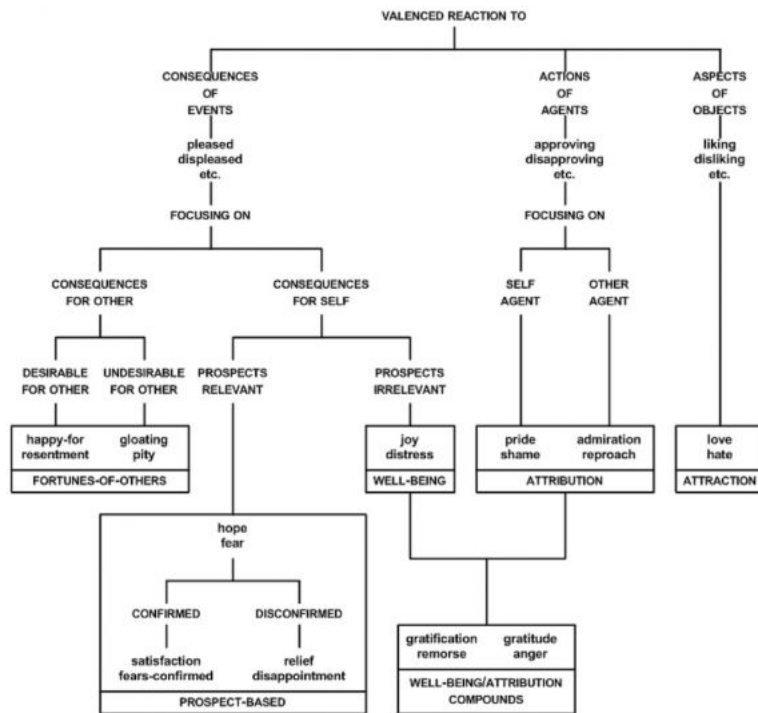 VALENCED REACTION TO
CONSEQUENCES
OF
EVENTS
ACTIONS
OF
AGENTS
ASPECTS
OF
OBJECTS
pleased
displeased
etc.
approving
disapproving
etc.
liking
disliking
etc.
FOCUSING ON
FOCUSING ON
CONSEQUENCES
FOR OTHER
CONSEQUENCES
FOR SELF
SELF
AGENT
OTHER
AGENT
DESIRABLE
FOR OTHER
UNDESIRABLE
FOR OTHER
PROSPECTS
RELEVANT
PROSPECTS
IRRELEVANT
happy-for
resentment
gloating
pity
FORTUNES-OF-OTHERS
joy
distress
WELL-BEING
pride
shame
admiration
reproach
ATTRIBUTION
love
hate
ATTRACTION
hope
fear
CONFIRMED
DISCONFIRMED
satisfaction
fears-confirmed
relief
disappointment
PROSPECT-BASED
gratification
remorse
gratitude
anger
WELL-BEING/ATTRIBUTION
COMPOUNDS